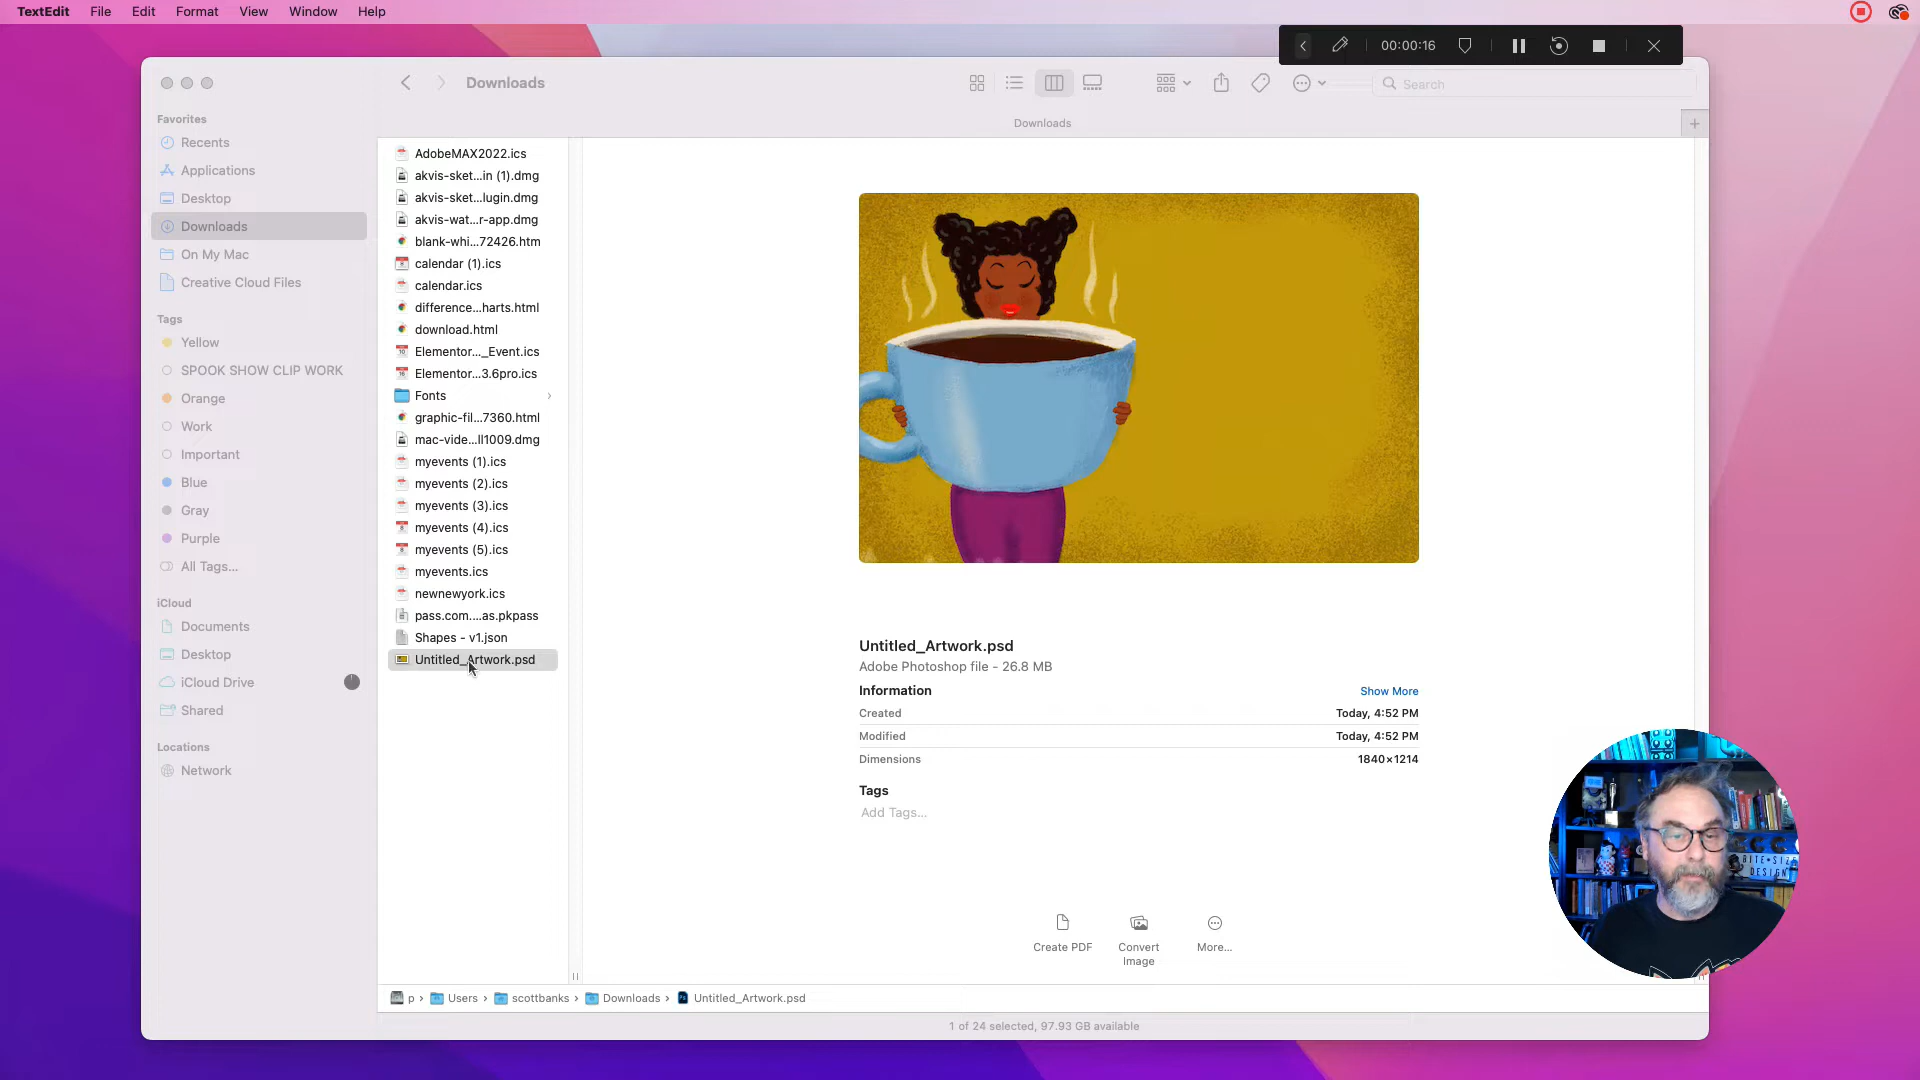 TextEdit File Edit Format View Window Help
00:00:16
Downloads
Search
Downloads
Favorites
Recents
Applications
Desktop
Downloads
On My Mac
Creative Cloud Files
Tags
Yellow
SPOOK SHOW CLIP WORK
Orange
Work
Important
Blue
Gray
Purple
All Tags...
iCloud
Documents
Desktop
iCloud Drive
Shared
Locations
Network
AdobeMAX2022.ics
akvis-sket...in (1).dmg
akvis-sket...lugin.dmg
akvis-wat...r-app.dmg
blank-whi...72426.htm
calendar (1).ics
calendar.ics
difference...harts.html
download.html
Elementor..._Event.ics
Elementor...3.6pro.ics
Fonts
graphic-fil...7360.html
mac-vide...ll1009.dmg
myevents (1).ics
myevents (2).ics
myevents (3).ics
myevents (4).ics
myevents (5).ics
myevents.ics
newnewyork.ics
pass.com....as.pkpass
Shapes - v1.json
Untitled_Artwork.psd
Untitled_Artwork.psd
Adobe Photoshop file - 26.8 MB
Information Show More
Created Today, 4:52 PM
Modified Today, 4:52 PM
Dimensions 1840×1214
Tags
Add Tags...
Create PDF
Convert Image
More...
BITE•SIZE
DESIGN
p › Users › scottbanks › Downloads › Untitled_Artwork.psd
1 of 24 selected, 97.93 GB available